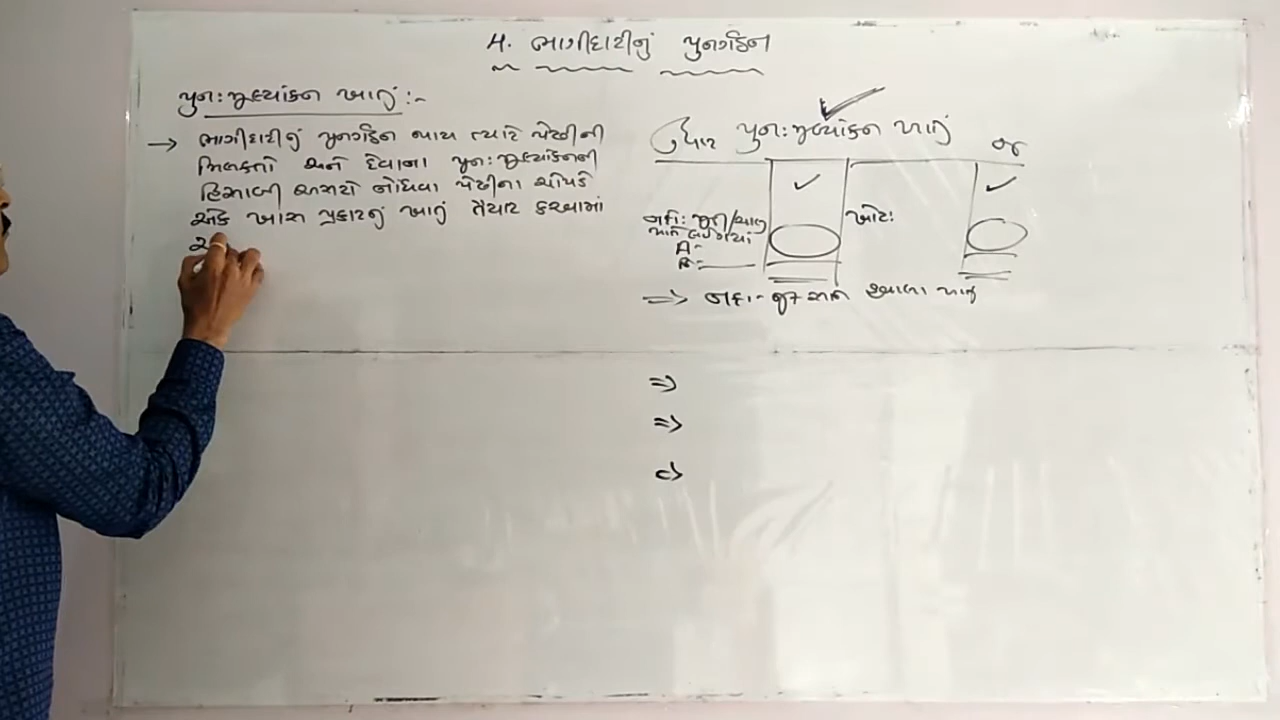 4. ભાગીદારીનું પુનર્ગઠન
પુનઃમૂલ્યાંકન ખાતું :-
→ ભાગીદારીનું પુનર્ગઠન થાય ત્યારે પેઢીની
મિલકતો અને દેવાના પુનઃમૂલ્યાંકનની
હિસાબી અસરો નોંધવા પેઢીના ચોપડે
એક ખાસ પ્રકારનું ખાતું તૈયાર કરવામાં
ઉધાર પુનઃમૂલ્યાંકન ખાતું જ
નફો: જૂની/ચાલુ
ખોટ:
A-
B-
⇒ નફો - જૂના
ખાતે
⇒
⇒
⇒